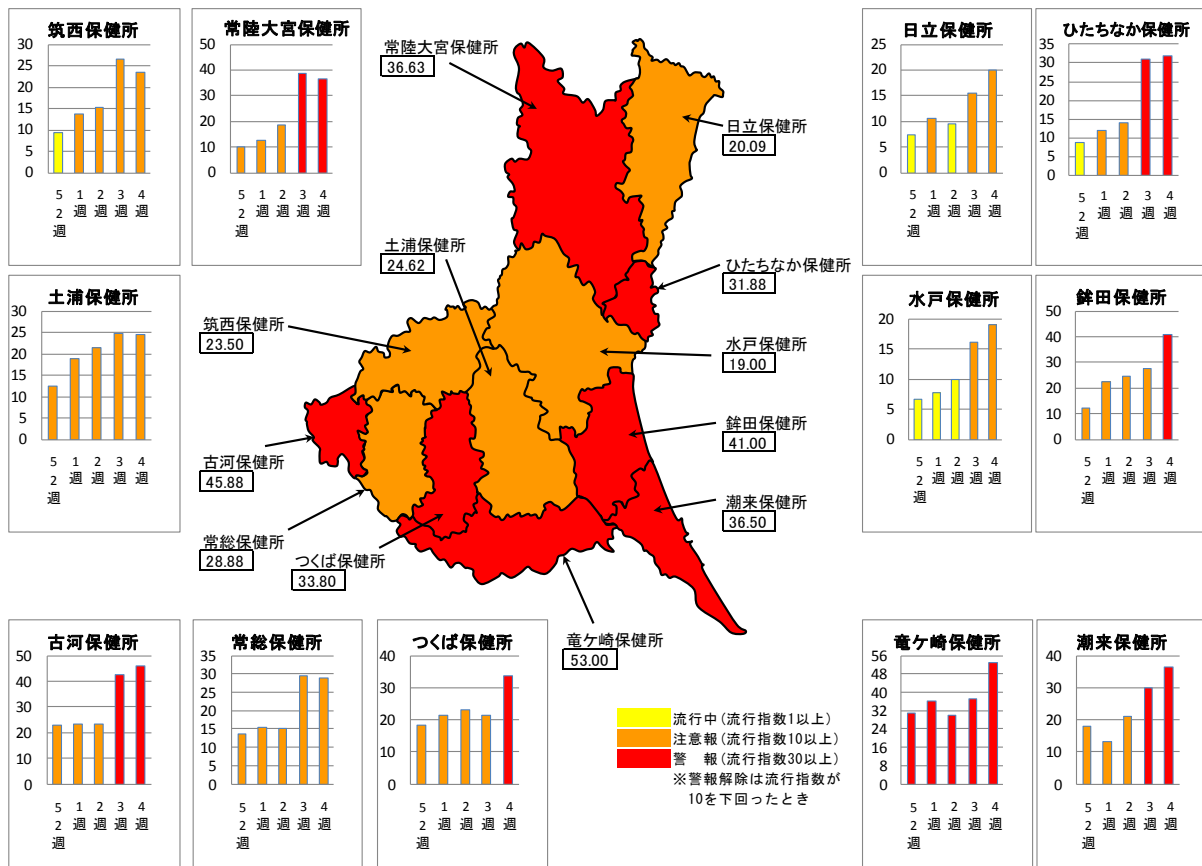 筑西保健所
30
25
20
15
10
5
0
52週
1週
2週
3週
4週
常陸大宮保健所
50
40
30
20
10
0
52週
1週
2週
3週
4週
常陸大宮保健所
36.63
日立保健所
20.09
土浦保健所
24.62
ひたちなか保健所
31.88
筑西保健所
23.50
水戸保健所
19.00
鉾田保健所
41.00
古河保健所
45.88
潮来保健所
36.50
常総保健所
28.88
つくば保健所
33.80
竜ケ崎保健所
53.00
日立保健所
25
20
15
10
5
0
52週
1週
2週
3週
4週
ひたちなか保健所
35
30
25
20
15
10
5
0
52週
1週
2週
3週
4週
土浦保健所
30
25
20
15
10
5
0
52週
1週
2週
3週
4週
水戸保健所
20
15
10
5
0
52週
1週
2週
3週
4週
鉾田保健所
50
40
30
20
10
0
52週
1週
2週
3週
4週
古河保健所
50
40
30
20
10
0
52週
1週
2週
3週
4週
常総保健所
35
30
25
20
15
10
5
0
52週
1週
2週
3週
4週
つくば保健所
40
30
20
10
0
52週
1週
2週
3週
4週
流行中(流行指数1以上)
注意報(流行指数10以上)
警　報(流行指数30以上)
※警報解除は流行指数が
10を下回ったとき
竜ケ崎保健所
56
48
40
32
24
16
8
0
52週
1週
2週
3週
4週
潮来保健所
40
30
20
10
0
52週
1週
2週
3週
4週